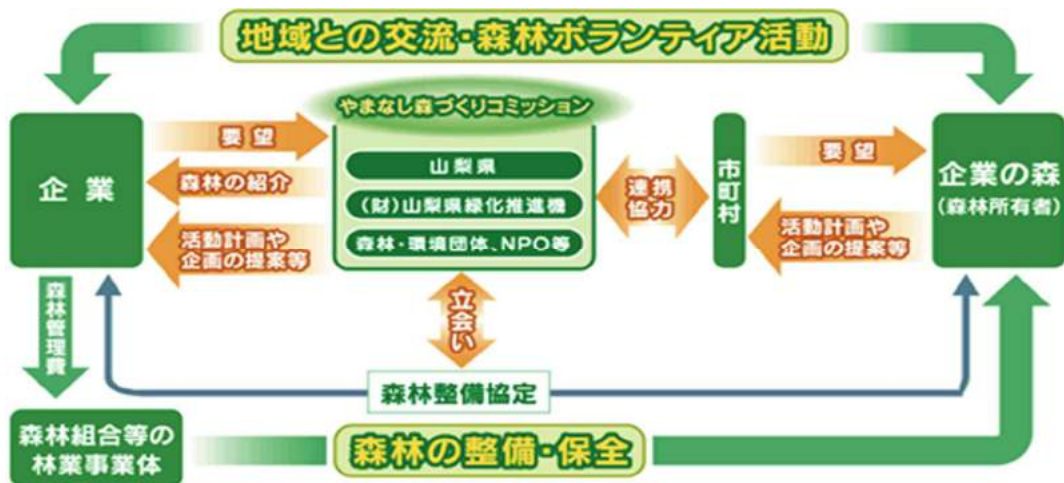 地域との交流・森林ボランティア活動
やまなし森づくりコミッション
企業
要望
森林の紹介
活動計画や
企画の提案等
山梨県
(財)山梨県緑化推進機
森林・環境団体、NPO等
連携
協力
市町村
要望
活動計画や
企画の提案等
企業の森
(森林所有者)
森林管理費
立会い
森林整備協定
森林組合等の
林業事業体
森林の整備・保全